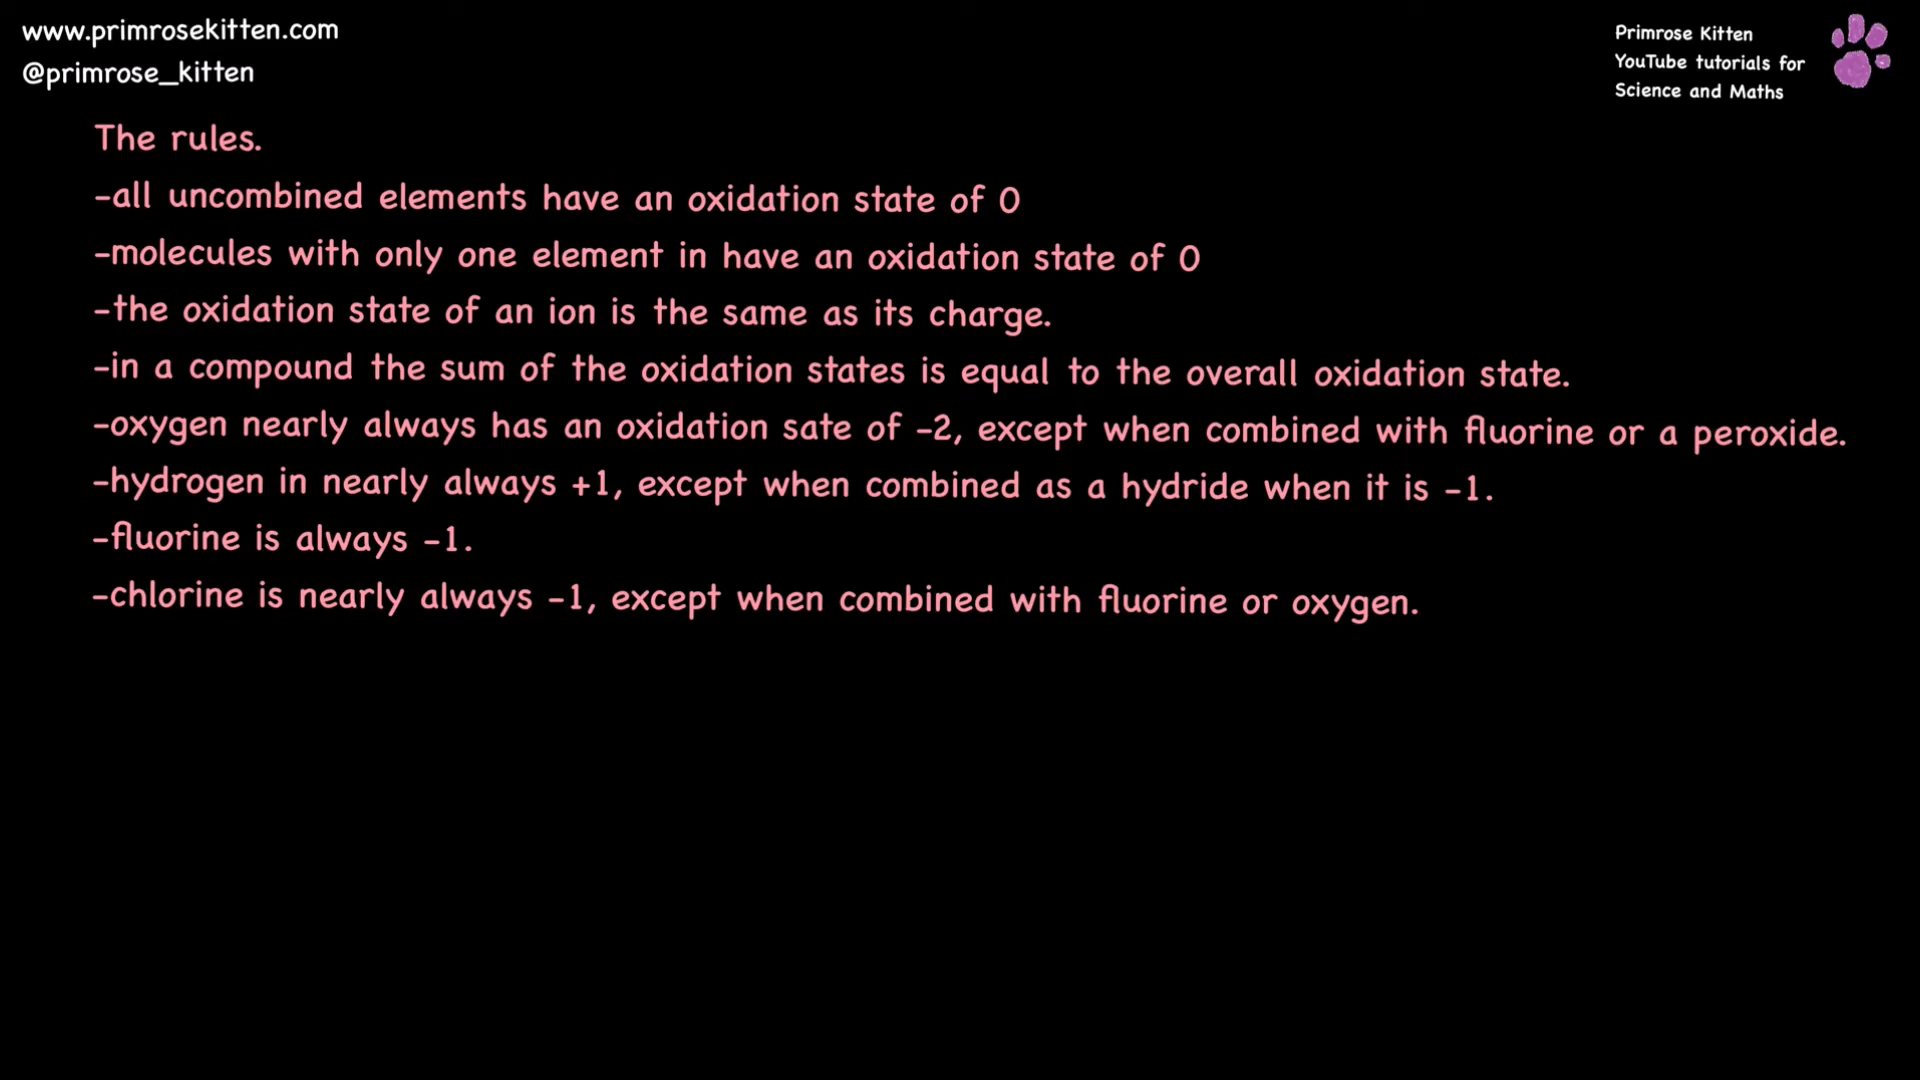 www.primrosekitten.com
@primrose_kitten
Primrose Kitten
YouTube tutorials for
Science and Maths
The rules.
-all uncombined elements have an oxidation state of 0
-molecules with only one element in have an oxidation state of 0
-the oxidation state of an ion is the same as its charge.
-in a compound the sum of the oxidation states is equal to the overall oxidation state.
-oxygen nearly always has an oxidation sate of -2, except when combined with fluorine or a peroxide.
-hydrogen in nearly always +1, except when combined as a hydride when it is -1.
-fluorine is always -1.
-chlorine is nearly always -1, except when combined with fluorine or oxygen.